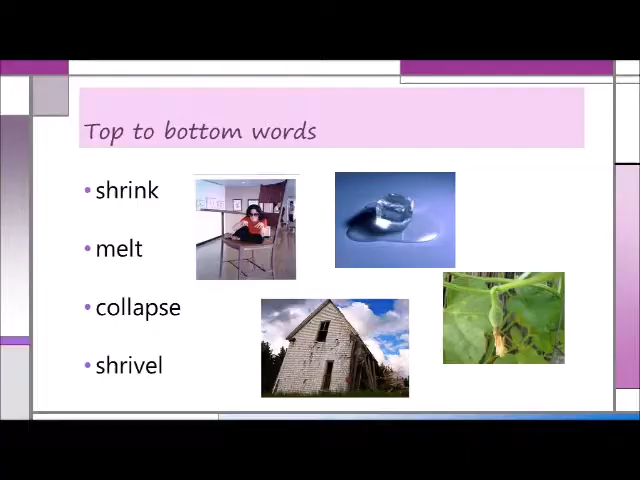 Top to bottom words
shrink
melt
collapse
shrivel